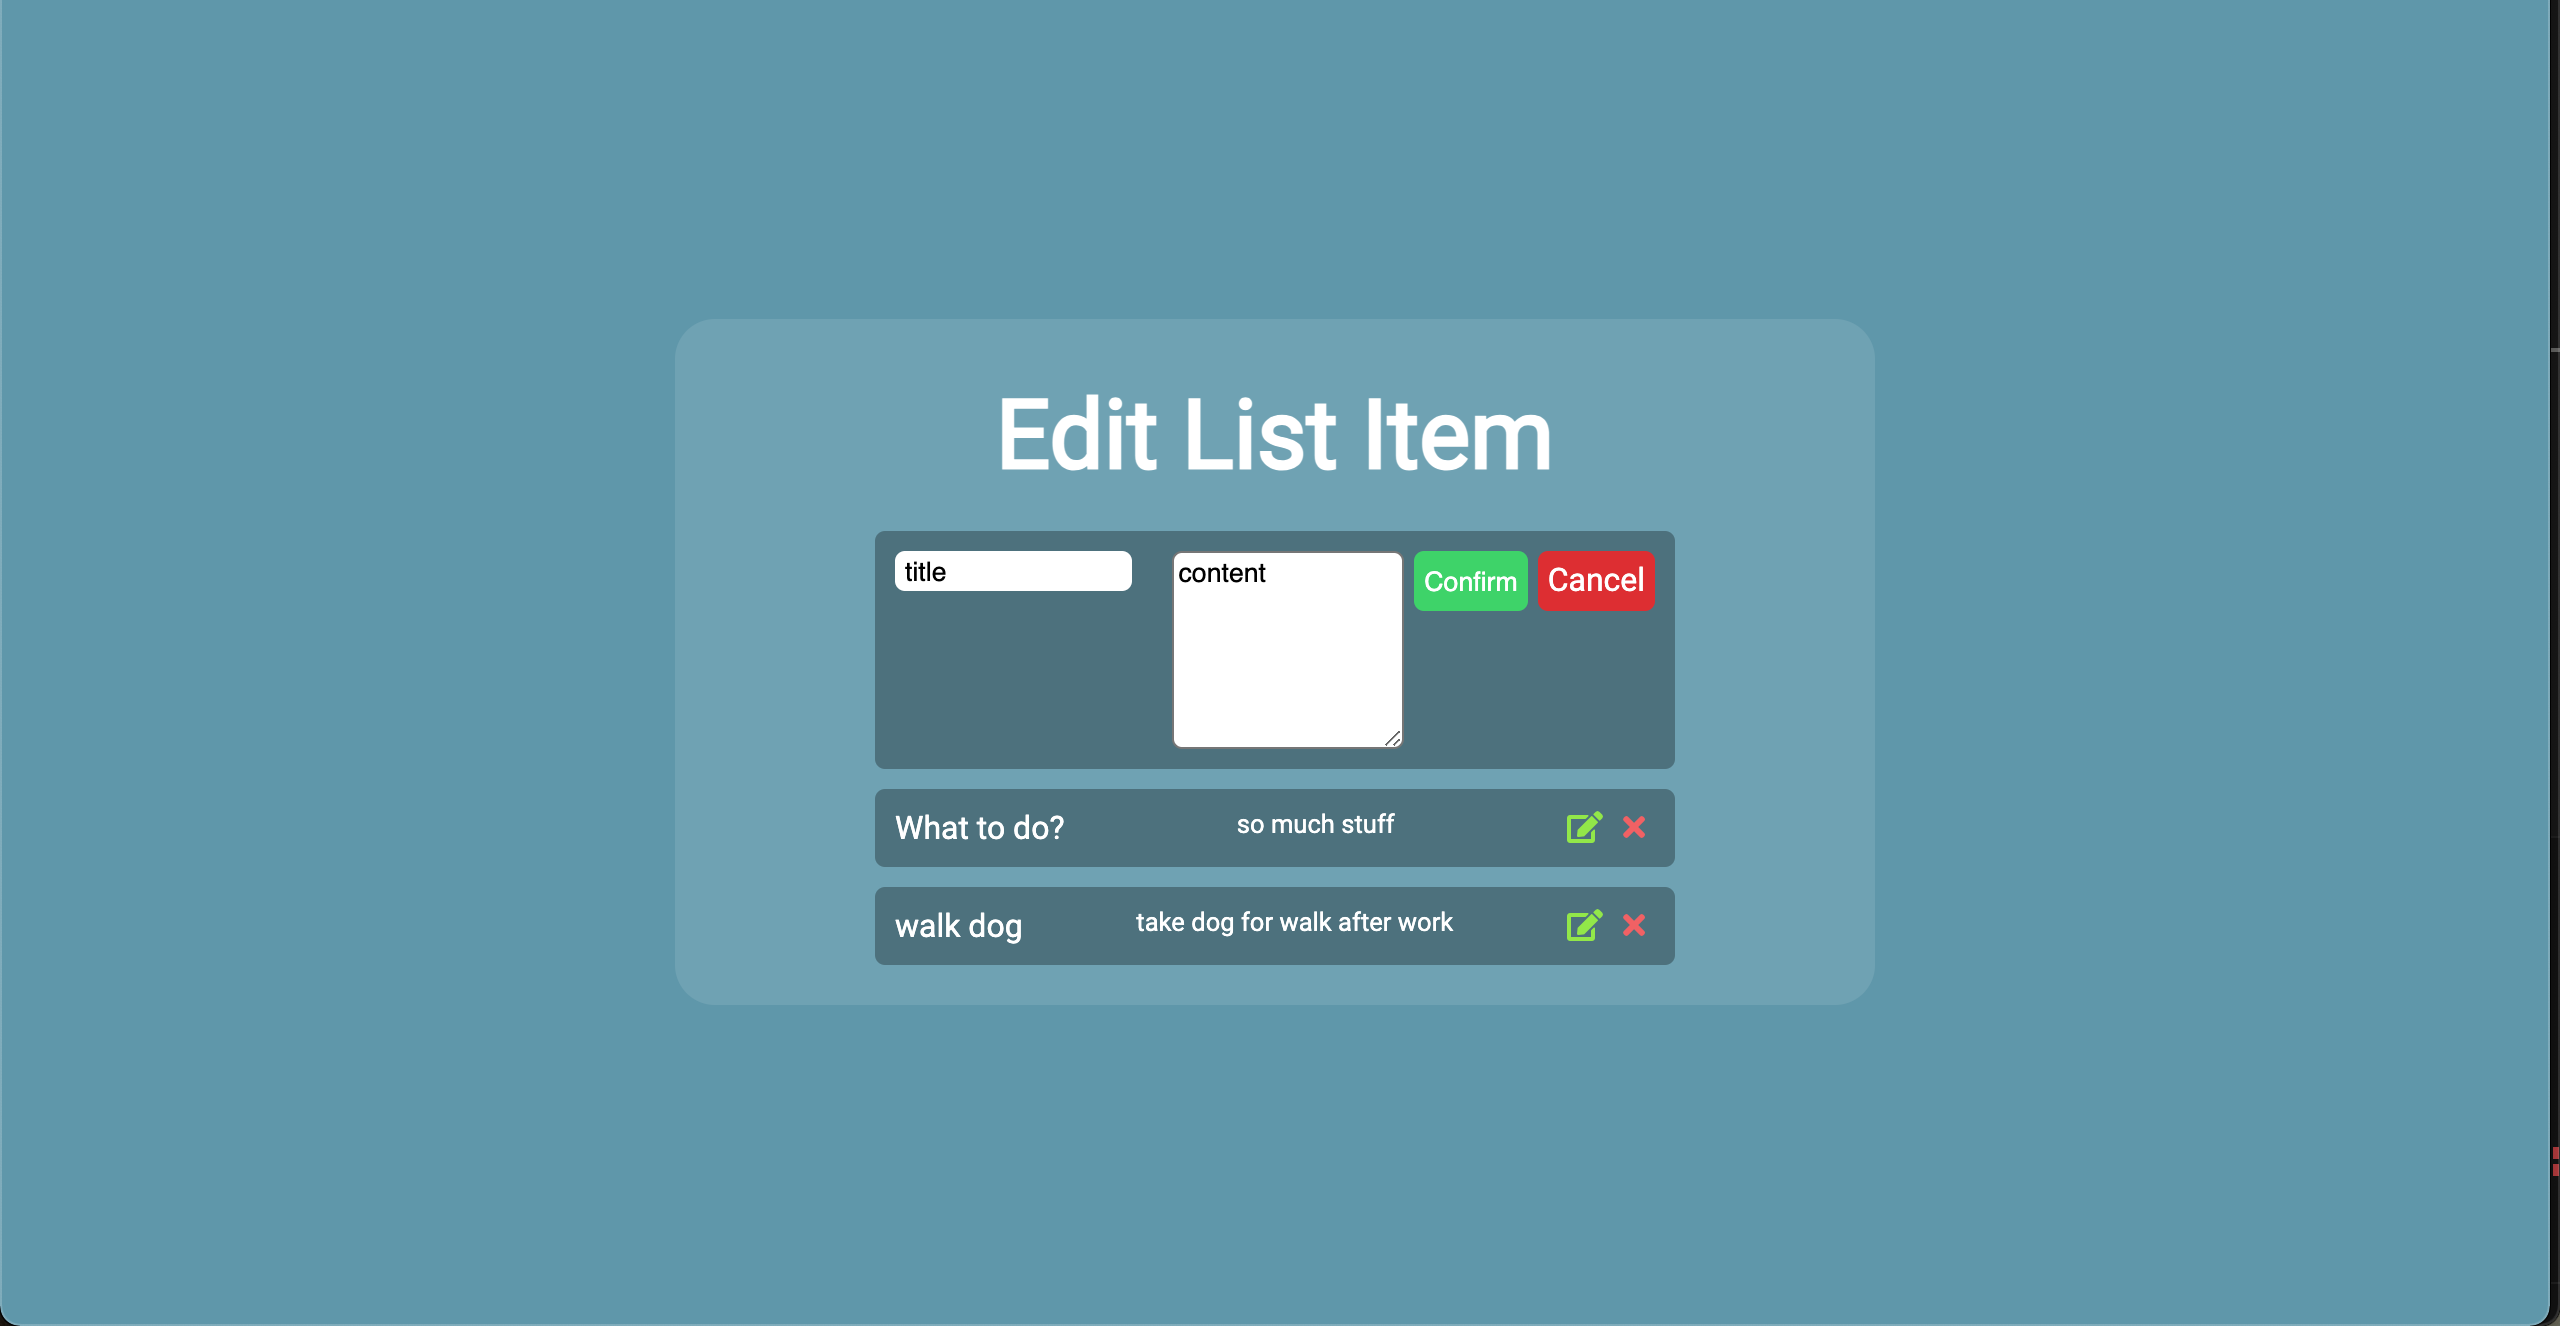 Edit List Item
title
content
Confirm
Cancel
What to do?
so much stuff
walk dog
take dog for walk after work